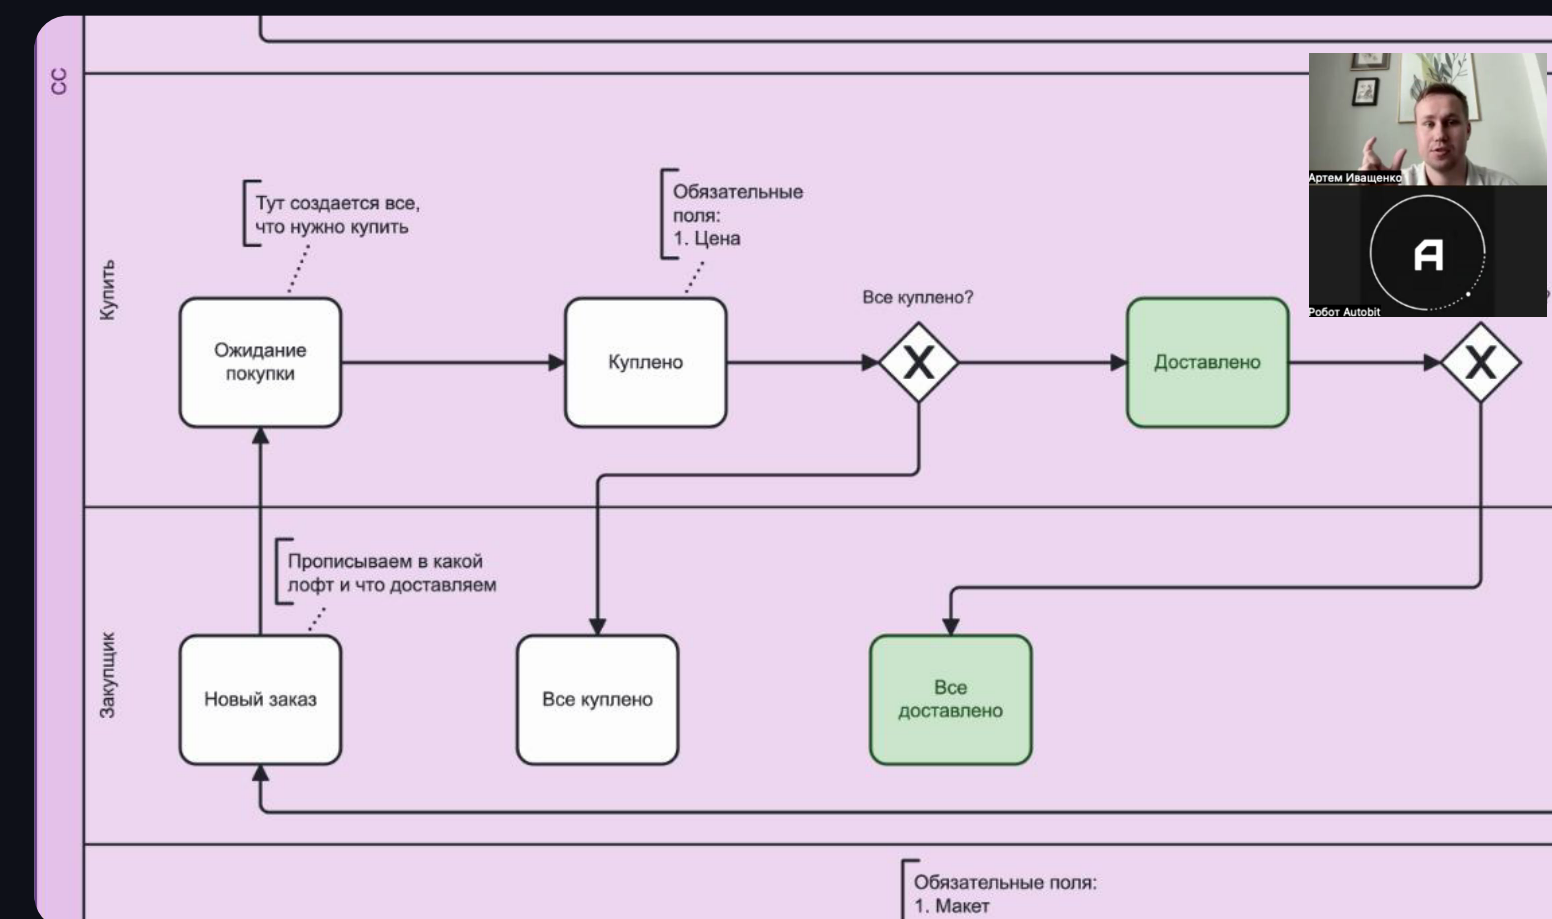 СС
Купить
Тут создается все,
что нужно купить
Обязательные
поля:
1. Цена
Все куплено?
Ожидание
покупки
Куплено
X
Доставлено
X
Артем Иващенко
Робот Autobit
?
Закупщик
Прописываем в какой
лофт и что доставляем
Новый заказ
Все куплено
Все
доставлено
Обязательные поля:
1. Макет